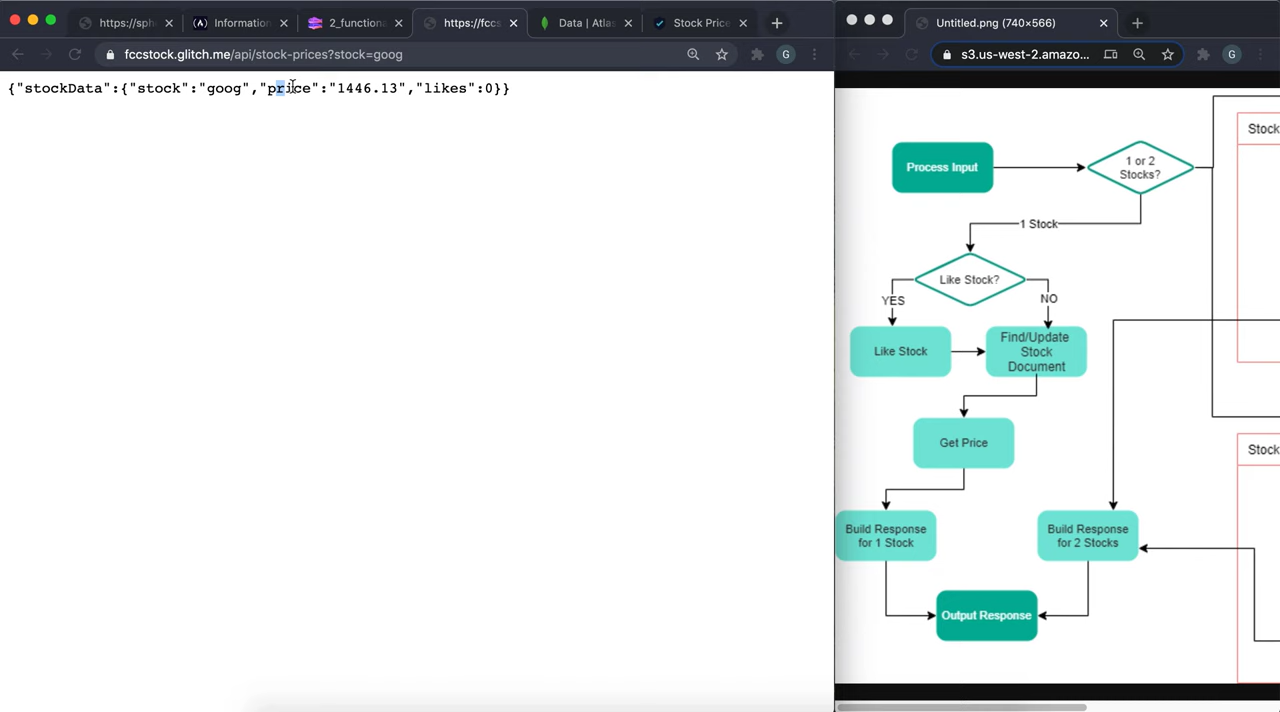 https://sph
Information
2_functiona
https://fccs
Data | Atlas
Stock Price
fccstock.glitch.me/api/stock-prices?stock=goog
G
{"stockData":{"stock":"goog","price":"1446.13","likes":0}}
Untitled.png (740×566)
s3.us-west-2.amazo...
G
Process Input
1 or 2
Stocks?
Stock
1 Stock
Like Stock?
YES
NO
Like Stock
Find/Update
Stock
Document
Get Price
Stock
Build Response
for 1 Stock
Build Response
for 2 Stocks
Output Response